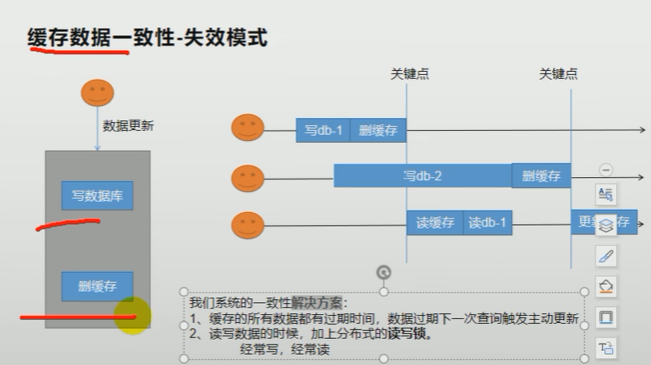 缓存数据一致性-失效模式
关键点
关键点
数据更新
写db-1
删缓存
写数据库
写db-2
删缓存
读缓存
读db-1
删缓存
我们系统的一致性解决方案：
1、缓存的所有数据都有过期时间，数据过期下一次查询触发主动更新
2、读写数据的时候，加上分布式的读写锁。
经常写，经常读